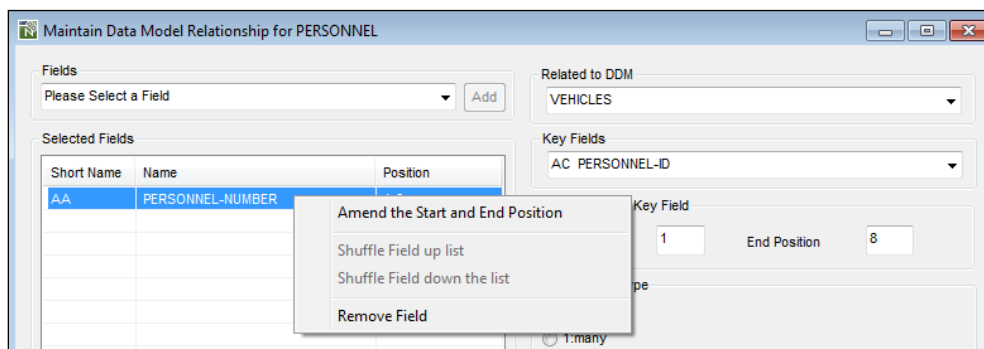 Maintain Data Model Relationship for PERSONNEL
Fields
Please Select a Field
Add
Related to DDM
VEHICLES
Selected Fields
Key Fields
AC PERSONNEL-ID
Short Name Name Position
AA PERSONNEL-NUMBER
Amend the Start and End Position
Shuffle Field up list
Shuffle Field down the list
Remove Field
Key Field
1 End Position 8
pe
1:many